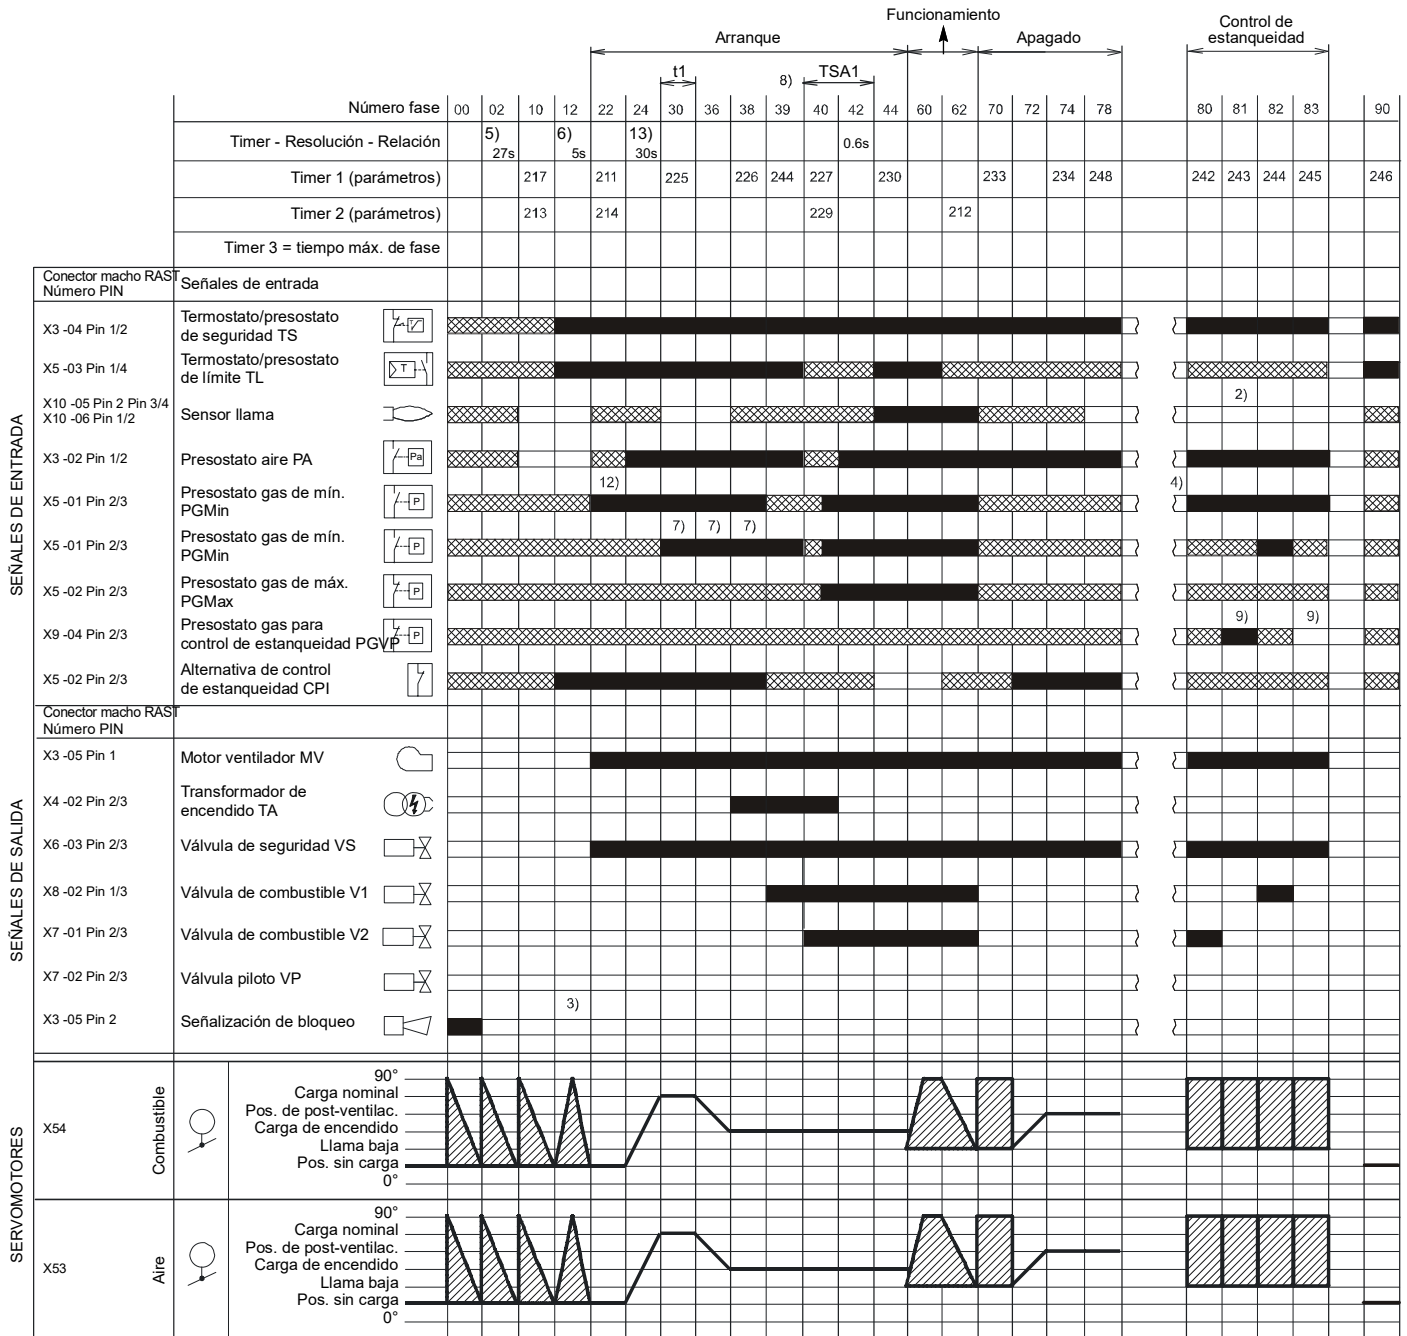 Funcionamiento
Arranque
Apagado
Control de
estanqueidad
t1
8)
TSA1
Número fase 00 02 10 12 22 24 30 36 38 39 40 42 44 60 62 70 72 74 78 80 81 82 83 90
Timer - Resolución - Relación 5) 27s 6) 5s 13) 30s 0.6s
Timer 1 (parámetros) 217 211 225 226 244 227 230 233 234 248 242 243 244 245 246
Timer 2 (parámetros) 213 214 229 212
Timer 3 = tiempo máx. de fase
SEÑALES DE ENTRADA
Conector macho RAST
Número PIN
Señales de entrada
X3 -04 Pin 1/2
Termostato/presostato
de seguridad TS
X5 -03 Pin 1/4
Termostato/presostato
de límite TL
T
2)
X10 -05 Pin 2 Pin 3/4
X10 -06 Pin 1/2
Sensor llama
X3 -02 Pin 1/2
Presostato aire PA
Pa
12)
4)
X5 -01 Pin 2/3
Presostato gas de mín.
PGMin
P
7) 7) 7)
X5 -01 Pin 2/3
Presostato gas de mín.
PGMin
P
X5 -02 Pin 2/3
Presostato gas de máx.
PGMax
P
9) 9)
X9 -04 Pin 2/3
Presostato gas para
control de estanqueidad PGVP
P
X5 -02 Pin 2/3
Alternativa de control
de estanqueidad CPI
SEÑALES DE SALIDA
Conector macho RAST
Número PIN
X3 -05 Pin 1
Motor ventilador MV
X4 -02 Pin 2/3
Transformador de
encendido TA
X6 -03 Pin 2/3
Válvula de seguridad VS
X8 -02 Pin 1/3
Válvula de combustible V1
X7 -01 Pin 2/3
Válvula de combustible V2
X7 -02 Pin 2/3
Válvula piloto VP
3)
X3 -05 Pin 2
Señalización de bloqueo
SERVOMOTORES
X54
Combustible
90°
Carga nominal
Pos. de post-ventilac.
Carga de encendido
Llama baja
Pos. sin carga
0°
X53
Aire
90°
Carga nominal
Pos. de post-ventilac.
Carga de encendido
Llama baja
Pos. sin carga
0°